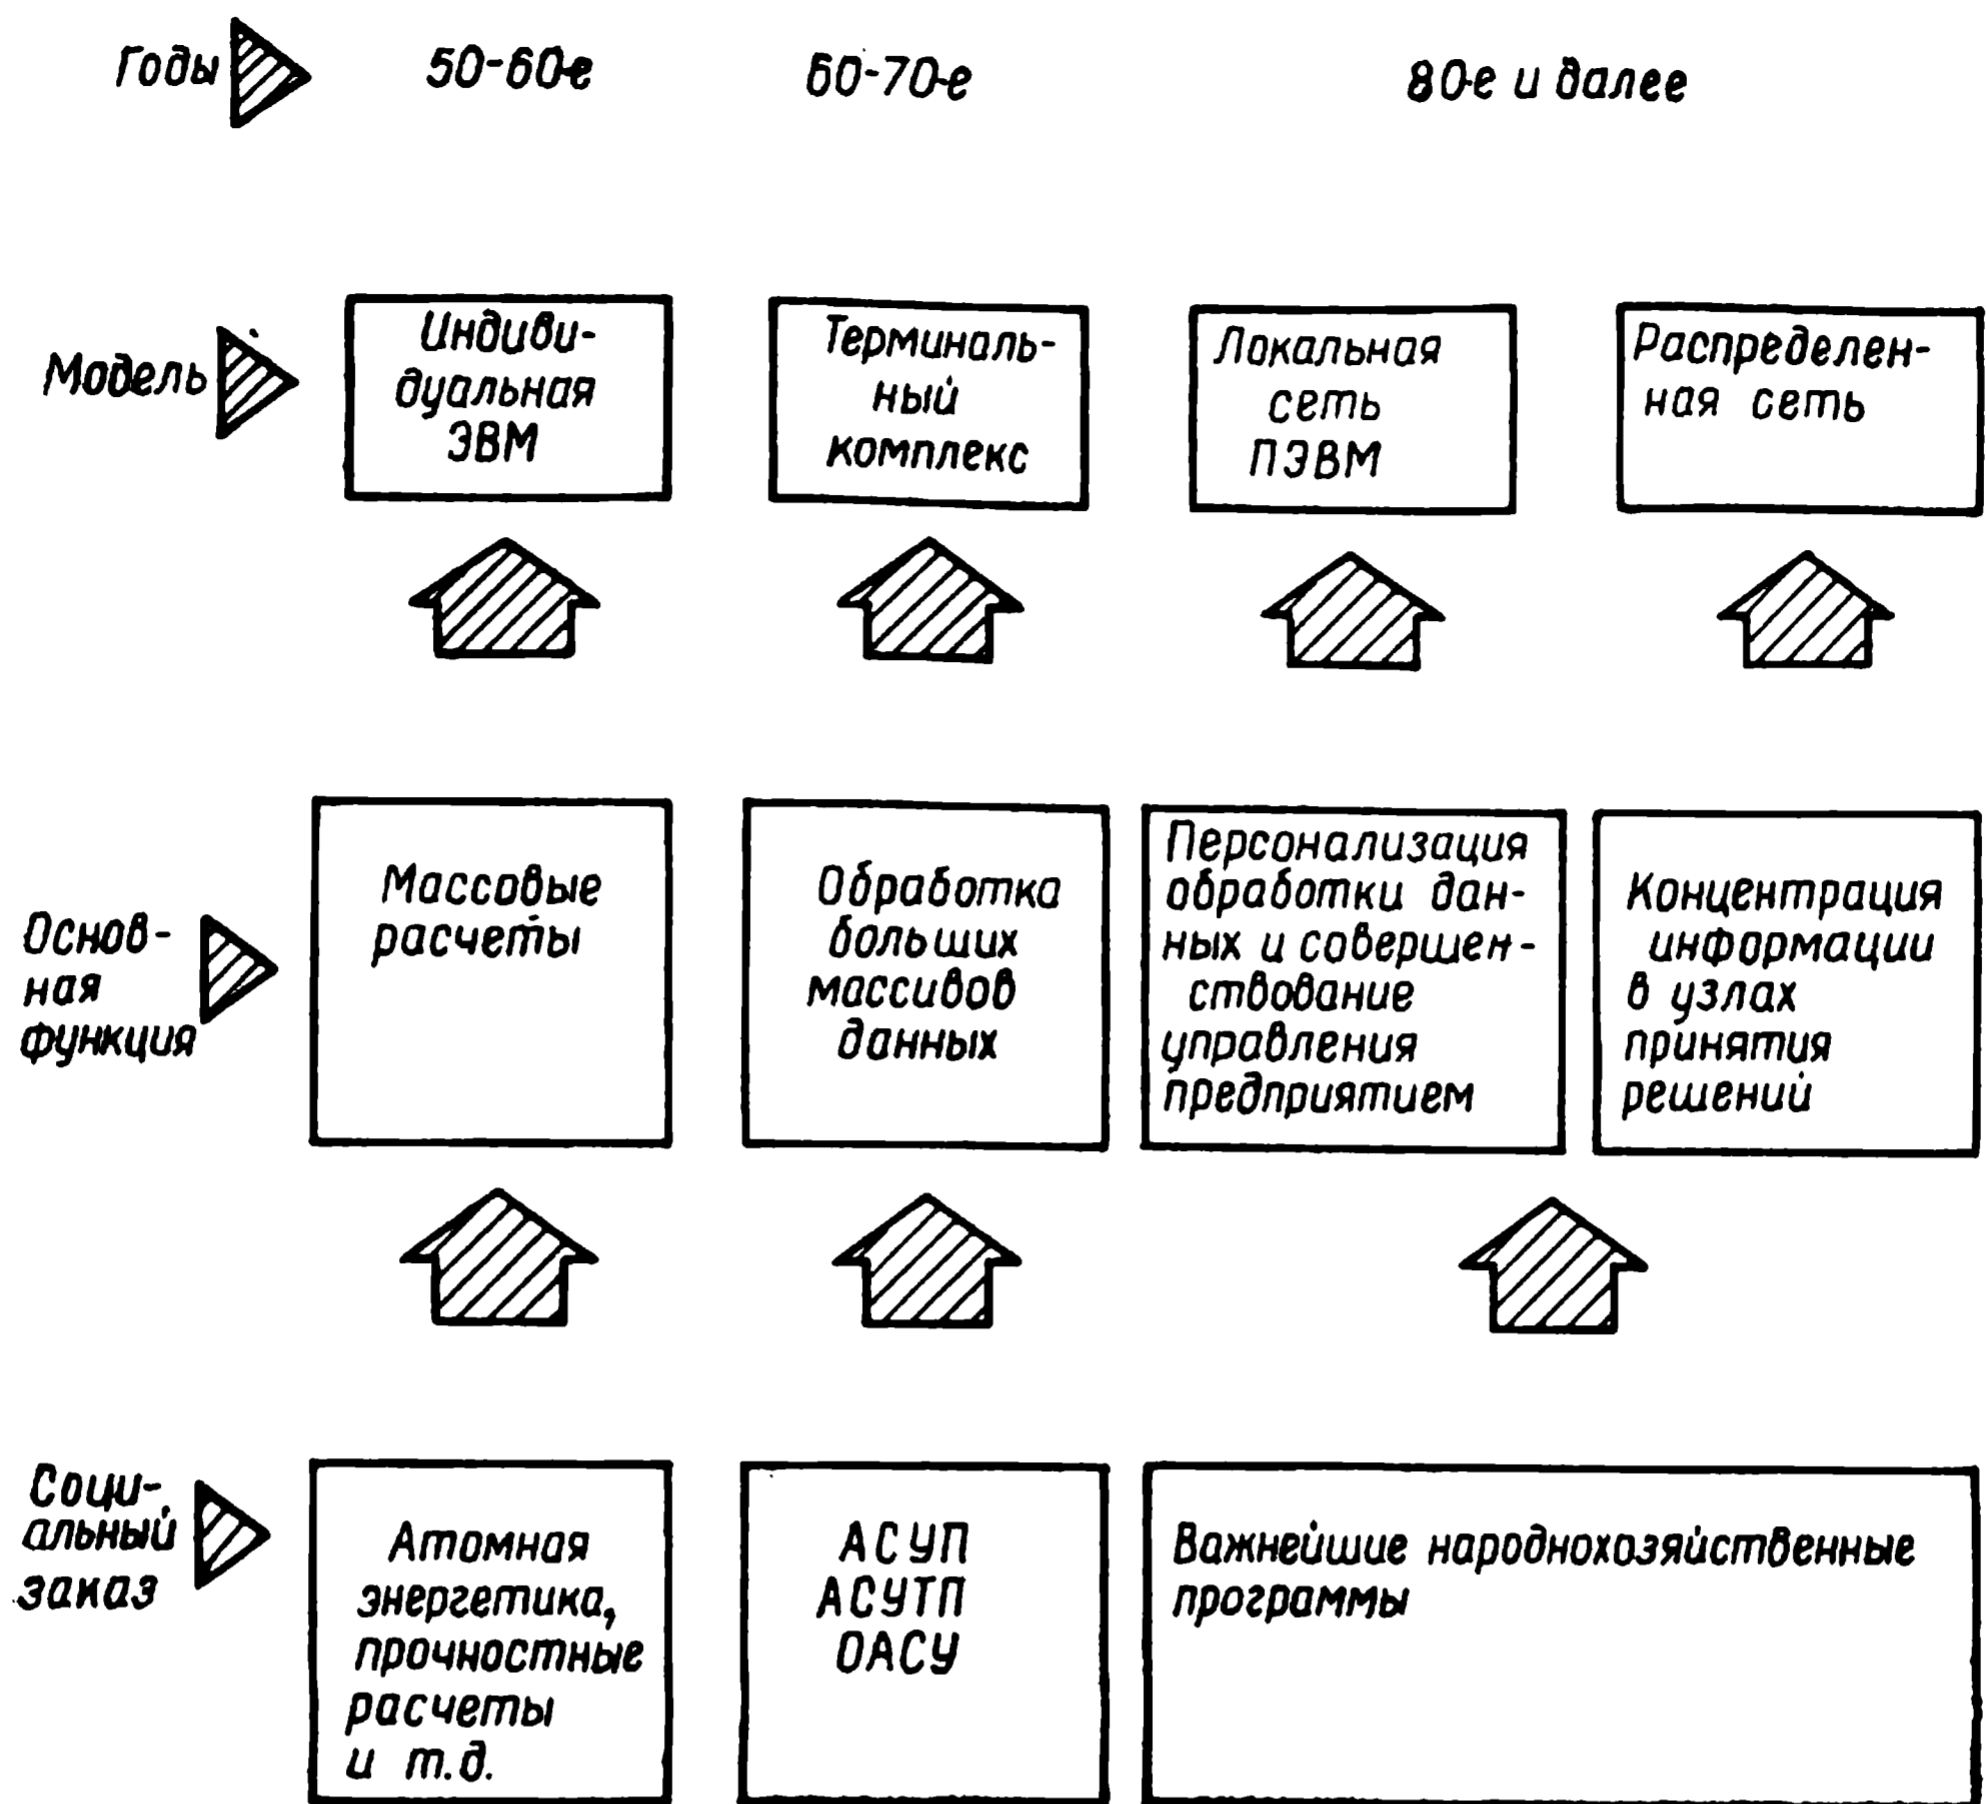 Годы
50-60-е
60-70-е
80-е и далее
Модель
Индиви-
дуальная
ЭВМ
Терминаль-
ный
комплекс
Локальная
сеть
ПЭВМ
Распределен-
ная сеть
Основ-
ная
функция
Массовые
расчеты
Обработка
больших
массивов
данных
Персонализация
обработки дан-
ных и совершен-
ствование
управления
предприятием
Концентрация
информации
в узлах
принятия
решений
Соци-
альный
заказ
Атомная
энергетика,
прочностные
расчеты
и т.д.
АСУП
АСУТП
ОАСУ
Важнейшие народнохозяйственные
программы